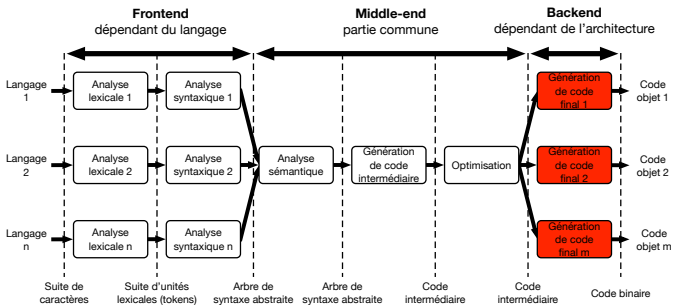 Frontend
dépendant du langage
Middle-end
partie commune
Backend
dépendant de l'architecture
Langage
1
Analyse
lexicale 1
Analyse
syntaxique 1
Génération
de code
final 1
Code
objet 1
Langage
2
Analyse
lexicale 2
Analyse
syntaxique 2
Analyse
sémantique
Génération
de code
intermédiaire
Optimisation
Génération
de code
final 2
Code
objet 2
Langage
n
Analyse
lexicale n
Analyse
syntaxique n
Génération
de code
final m
Code
objet m
Suite de
caractères
Suite d'unités
lexicales (tokens)
Arbre de
syntaxe abstraite
Arbre de
syntaxe abstraite
Code
intermédiaire
Code
intermédiaire
Code binaire